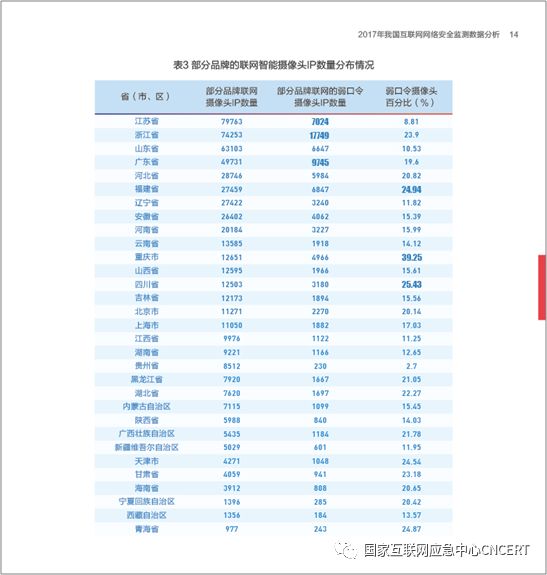 2017年我国互联网网络安全监测数据分析 14
表3 部分品牌的联网智能摄像头IP数量分布情况
省(市、区) 部分品牌联网摄像头IP数量 部分品牌联网的弱口令摄像头IP数量 弱口令摄像头百分比(%)
江苏省 79763 7024 8.81
浙江省 74253 17749 23.9
山东省 63103 6647 10.53
广东省 49731 9745 19.6
河北省 28746 5984 20.82
福建省 27459 6847 24.94
辽宁省 27422 3240 11.82
安徽省 26402 4062 15.39
河南省 20184 3227 15.99
云南省 13585 1918 14.12
重庆市 12651 4966 39.25
山西省 12595 1966 15.61
四川省 12503 3180 25.43
吉林省 12173 1894 15.56
北京市 11271 2270 20.14
上海市 11050 1882 17.03
江西省 9976 1122 11.25
湖南省 9221 1166 12.65
贵州省 8512 230 2.7
黑龙江省 7920 1667 21.05
湖北省 7620 1697 22.27
内蒙古自治区 7115 1099 15.45
陕西省 5988 840 14.03
广西壮族自治区 5435 1184 21.78
新疆维吾尔自治区 5029 601 11.95
天津市 4271 1048 24.54
甘肃省 4059 941 23.18
海南省 3912 808 20.65
宁夏回族自治区 1396 285 20.42
西藏自治区 1356 184 13.57
青海省 977 243 24.87
国家互联网应急中心CNCERT